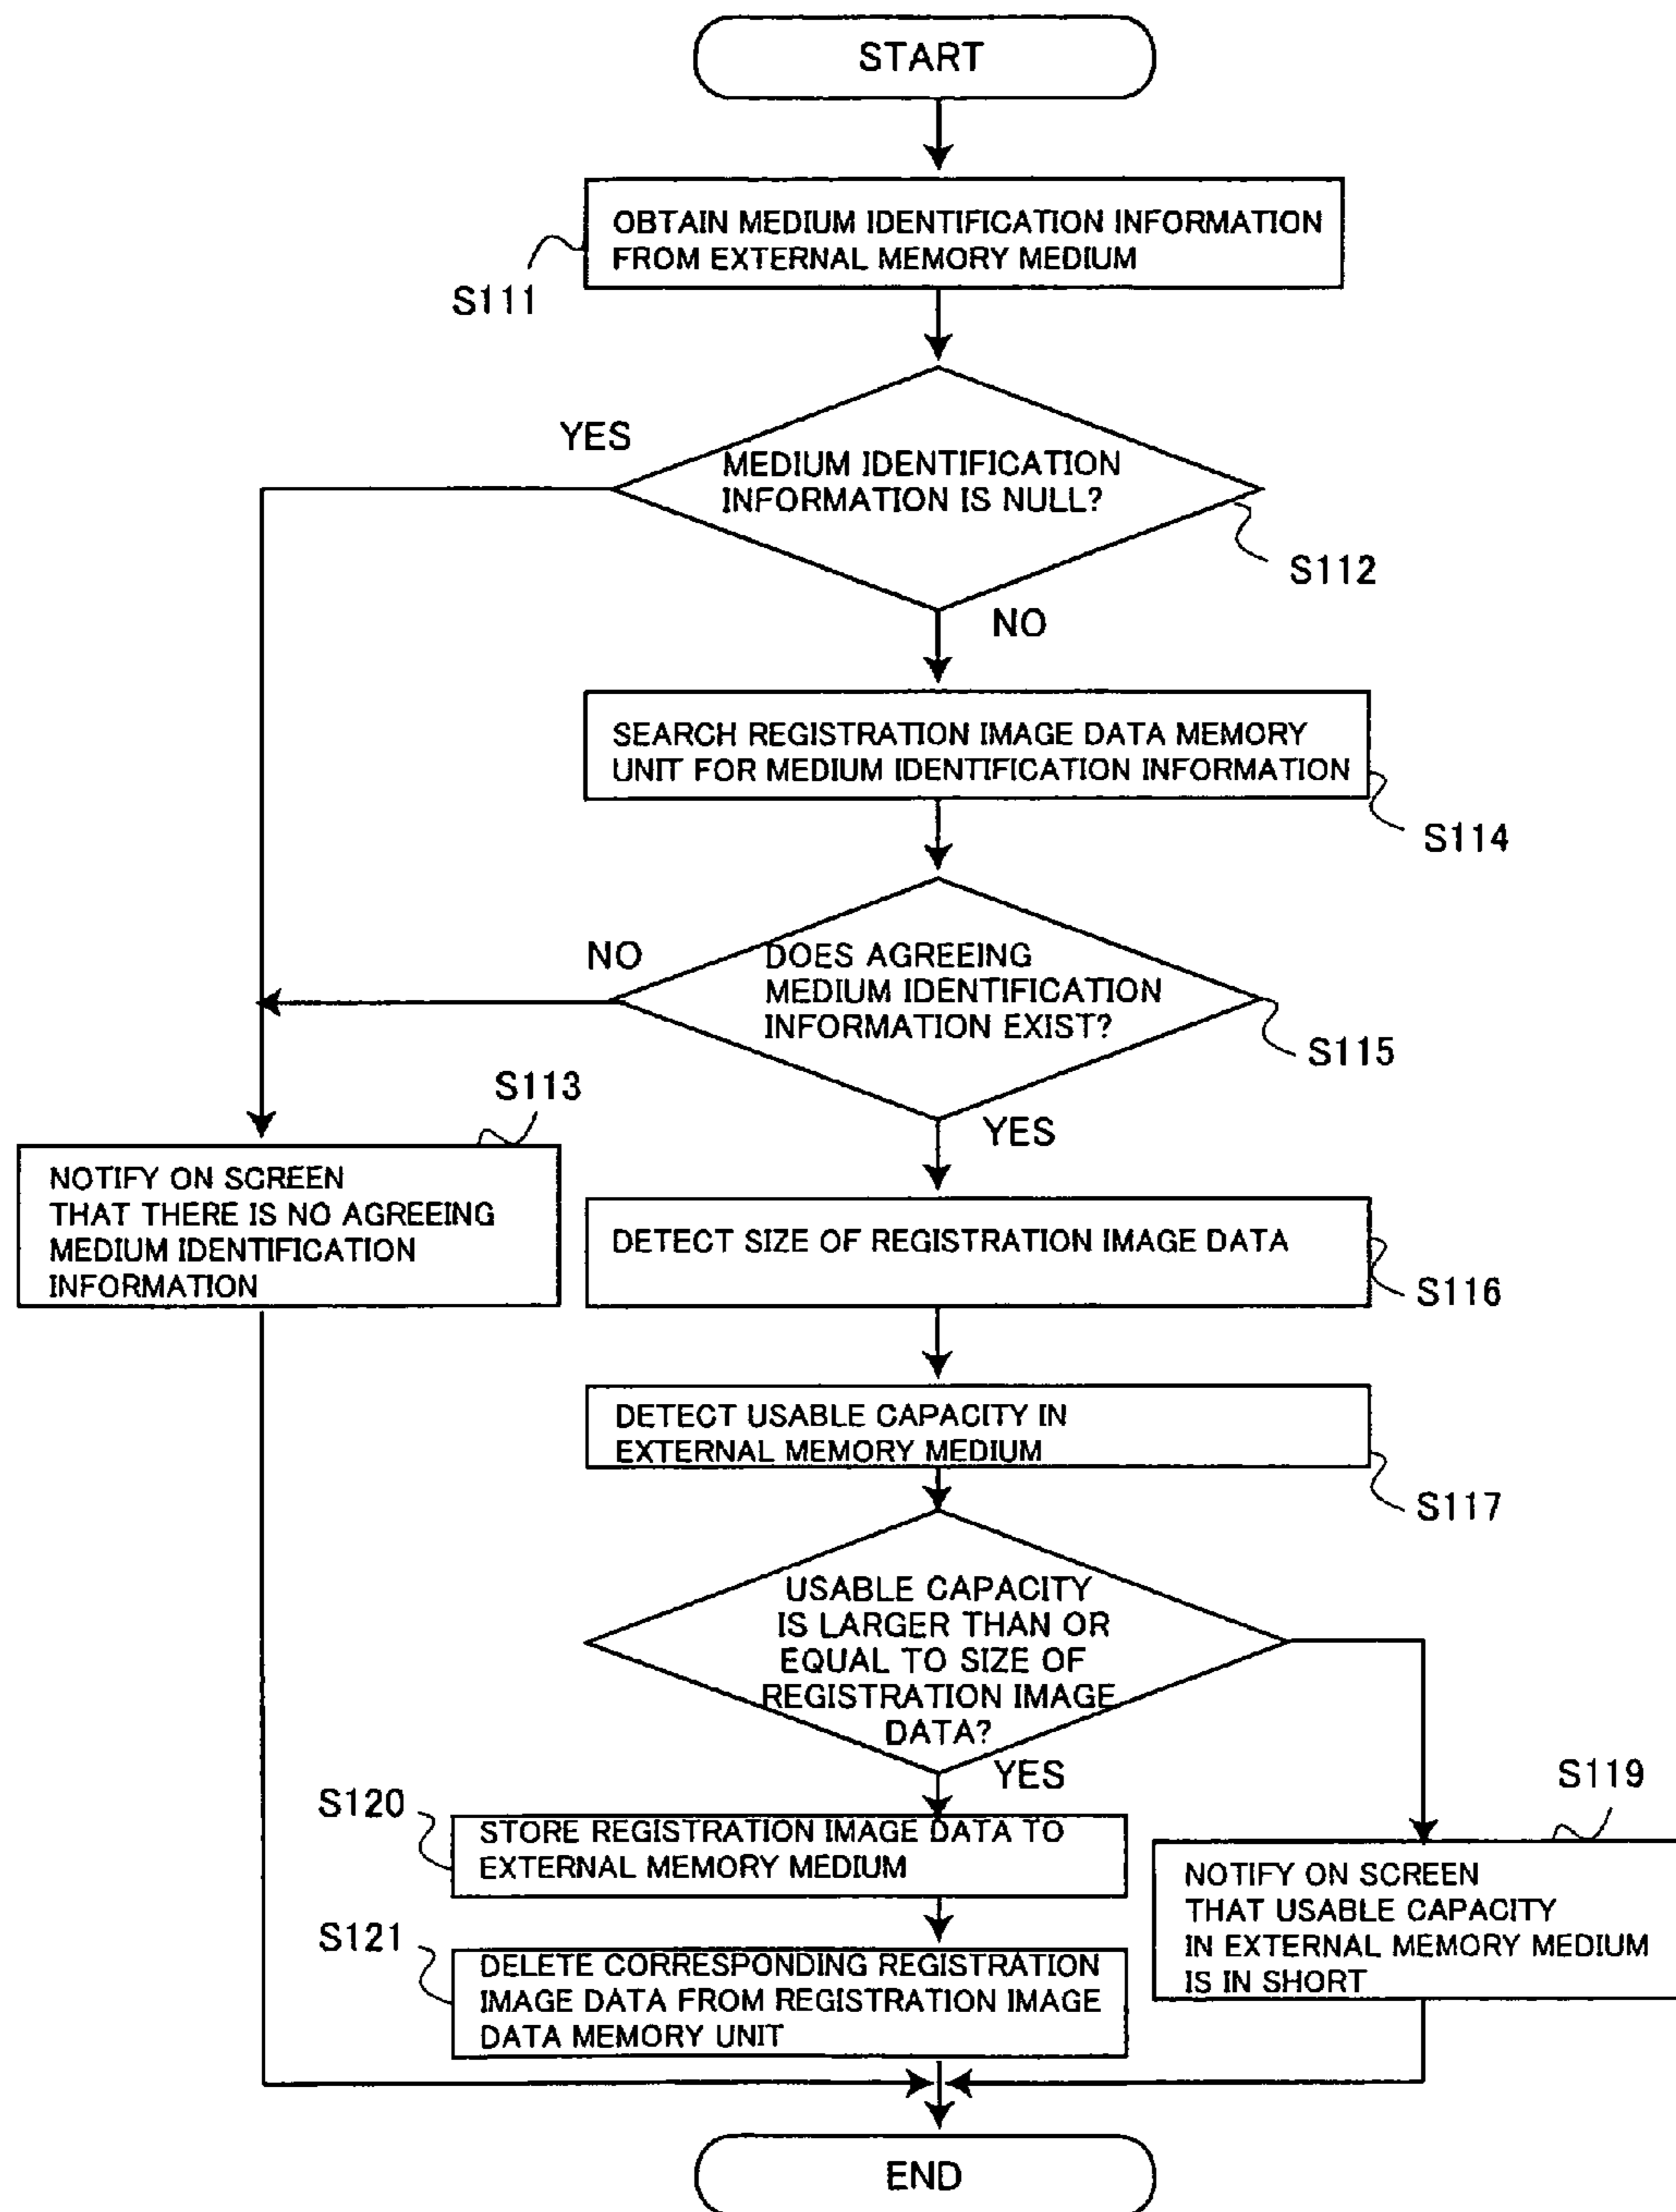 START
OBTAIN MEDIUM IDENTIFICATION INFORMATION
FROM EXTERNAL MEMORY MEDIUM
S111
YES
MEDIUM IDENTIFICATION
INFORMATION IS NULL?
S112
NO
SEARCH REGISTRATION IMAGE DATA MEMORY
UNIT FOR MEDIUM IDENTIFICATION INFORMATION
S114
NO
DOES AGREEING
MEDIUM IDENTIFICATION
INFORMATION EXIST?
S115
S113
YES
NOTIFY ON SCREEN
THAT THERE IS NO AGREEING
MEDIUM IDENTIFICATION
INFORMATION
DETECT SIZE OF REGISTRATION IMAGE DATA
S116
DETECT USABLE CAPACITY IN
EXTERNAL MEMORY MEDIUM
S117
USABLE CAPACITY
IS LARGER THAN OR
EQUAL TO SIZE OF
REGISTRATION IMAGE
DATA?
YES
S120
STORE REGISTRATION IMAGE DATA TO
EXTERNAL MEMORY MEDIUM
S119
NOTIFY ON SCREEN
THAT USABLE CAPACITY
IN EXTERNAL MEMORY MEDIUM
IS IN SHORT
S121
DELETE CORRESPONDING REGISTRATION
IMAGE DATA FROM REGISTRATION IMAGE
DATA MEMORY UNIT
END